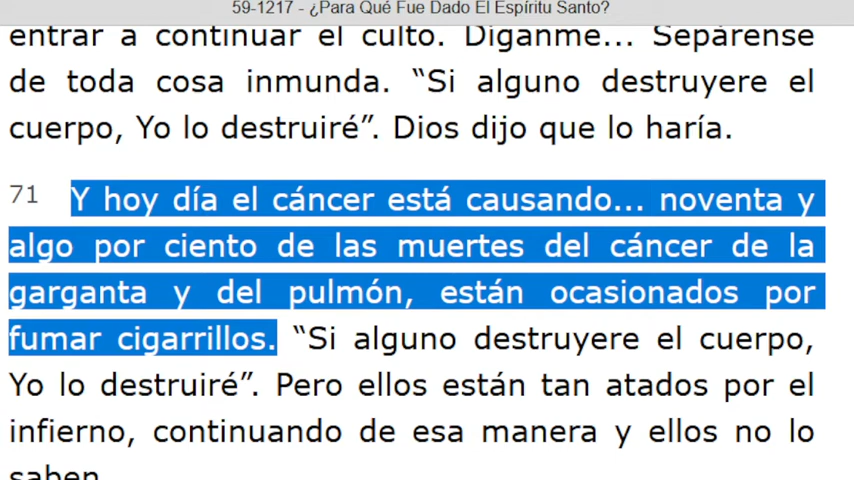 59-1217 - ¿Para Qué Fue Dado El Espíritu Santo?
entrar a continuar el culto. Díganme... Sepárense
de toda cosa inmunda. “Si alguno destruyere el
cuerpo, Yo lo destruiré”. Dios dijo que lo haría.
71 Y hoy día el cáncer está causando... noventa y
algo por ciento de las muertes del cáncer de la
garganta y del pulmón, están ocasionados por
fumar cigarrillos. “Si alguno destruyere el cuerpo,
Yo lo destruiré”. Pero ellos están tan atados por el
infierno, continuando de esa manera y ellos no lo
saben